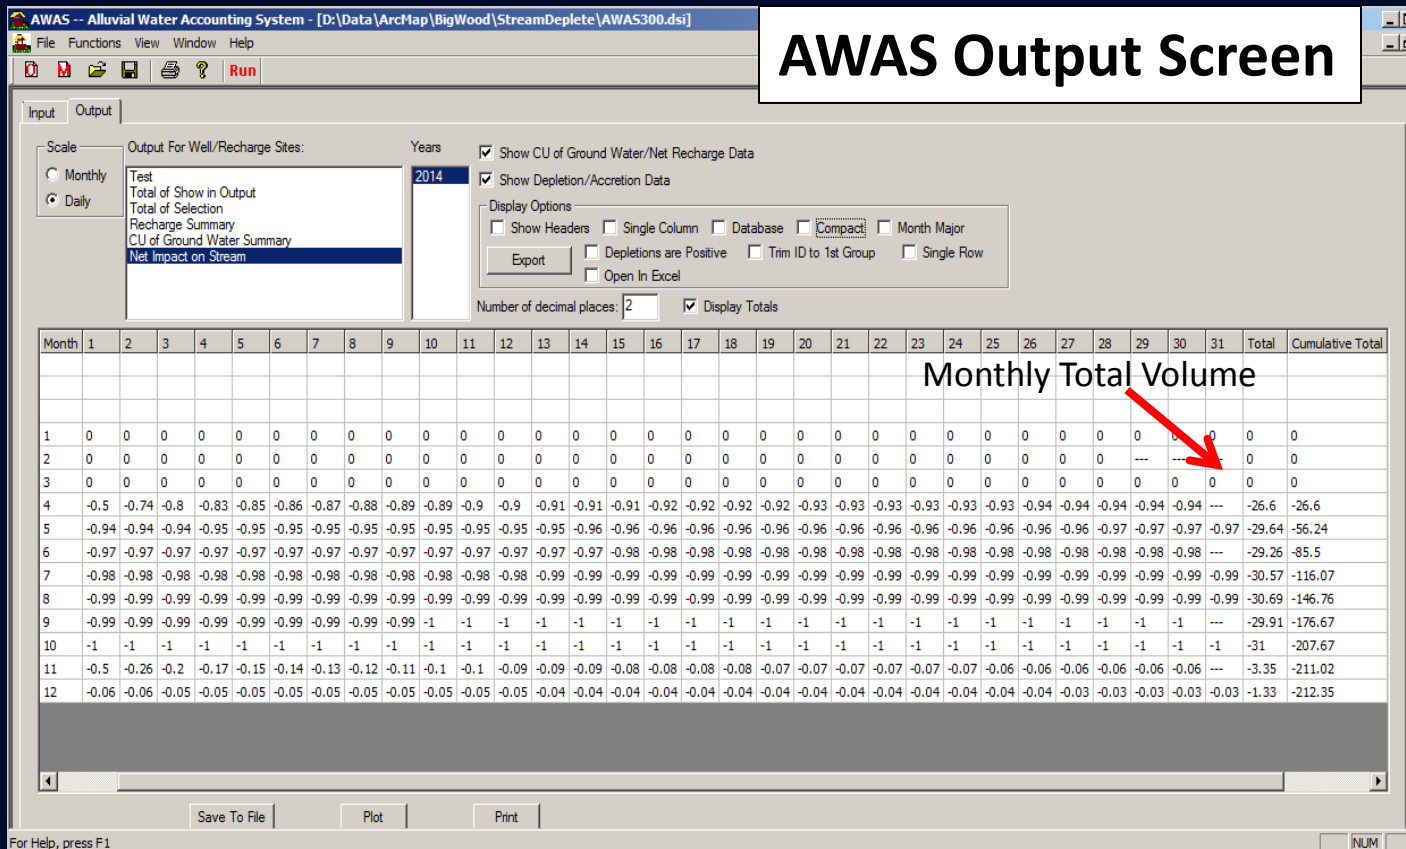 AWAS -- Alluvial Water Accounting System - [D:\Data\ArcMap\BigWood\StreamDeplete\AWAS300.dsi]
AWAS Output Screen
File Functions View Window Help
Run
Input Output
Scale
Monthly
Daily
Output For Well/Recharge Sites:
Test
Total of Show in Output
Total of Selection
Recharge Summary
CU of Ground Water Summary
Net Impact on Stream
Years
2014
Show CU of Ground Water/Net Recharge Data
Show Depletion/Accretion Data
Display Options
Show Headers Single Column Database Compact Month Major
Export Depletions are Positive Trim ID to 1st Group Single Row
Open In Excel
Number of decimal places: 2 Display Totals
Month 1 2 3 4 5 6 7 8 9 10 11 12 13 14 15 16 17 18 19 20 21 22 23 24 25 26 27 28 29 30 31 Total Cumulative Total
Monthly Total Volume
1 0 0 0 0 0 0 0 0 0 0 0 0 0 0 0 0 0 0 0 0 0 0 0 0 0 0 0 0 0 0 0 0 0
2 0 0 0 0 0 0 0 0 0 0 0 0 0 0 0 0 0 0 0 0 0 0 0 0 0 0 0 0 --- --- --- 0 0
3 0 0 0 0 0 0 0 0 0 0 0 0 0 0 0 0 0 0 0 0 0 0 0 0 0 0 0 0 0 0 0 0 0
4 -0.5 -0.74 -0.8 -0.83 -0.85 -0.86 -0.87 -0.88 -0.89 -0.89 -0.9 -0.9 -0.91 -0.91 -0.91 -0.92 -0.92 -0.92 -0.92 -0.93 -0.93 -0.93 -0.93 -0.93 -0.93 -0.94 -0.94 -0.94 -0.94 -0.94 --- -26.6 -26.6
5 -0.94 -0.94 -0.94 -0.95 -0.95 -0.95 -0.95 -0.95 -0.95 -0.95 -0.95 -0.95 -0.95 -0.96 -0.96 -0.96 -0.96 -0.96 -0.96 -0.96 -0.96 -0.96 -0.96 -0.96 -0.96 -0.96 -0.96 -0.96 -0.97 -0.97 -0.97 -29.64 -56.24
6 -0.97 -0.97 -0.97 -0.97 -0.97 -0.97 -0.97 -0.97 -0.97 -0.97 -0.97 -0.97 -0.97 -0.97 -0.98 -0.98 -0.98 -0.98 -0.98 -0.98 -0.98 -0.98 -0.98 -0.98 -0.98 -0.98 -0.98 -0.98 -0.98 -0.98 --- -29.26 -85.5
7 -0.98 -0.98 -0.98 -0.98 -0.98 -0.98 -0.98 -0.98 -0.98 -0.98 -0.98 -0.98 -0.99 -0.99 -0.99 -0.99 -0.99 -0.99 -0.99 -0.99 -0.99 -0.99 -0.99 -0.99 -0.99 -0.99 -0.99 -0.99 -0.99 -0.99 -0.99 -30.57 -116.07
8 -0.99 -0.99 -0.99 -0.99 -0.99 -0.99 -0.99 -0.99 -0.99 -0.99 -0.99 -0.99 -0.99 -0.99 -0.99 -0.99 -0.99 -0.99 -0.99 -0.99 -0.99 -0.99 -0.99 -0.99 -0.99 -0.99 -0.99 -0.99 -0.99 -0.99 -0.99 -30.69 -146.76
9 -0.99 -0.99 -0.99 -0.99 -0.99 -0.99 -0.99 -0.99 -0.99 -1 -1 -1 -1 -1 -1 -1 -1 -1 -1 -1 -1 -1 -1 -1 -1 -1 -1 -1 -1 -1 --- -29.91 -176.67
10 -1 -1 -1 -1 -1 -1 -1 -1 -1 -1 -1 -1 -1 -1 -1 -1 -1 -1 -1 -1 -1 -1 -1 -1 -1 -1 -1 -1 -1 -1 -1 -31 -207.67
11 -0.5 -0.26 -0.2 -0.17 -0.15 -0.14 -0.13 -0.12 -0.11 -0.1 -0.1 -0.09 -0.09 -0.09 -0.08 -0.08 -0.08 -0.08 -0.07 -0.07 -0.07 -0.07 -0.07 -0.07 -0.06 -0.06 -0.06 -0.06 -0.06 -0.06 --- -3.35 -211.02
12 -0.06 -0.06 -0.05 -0.05 -0.05 -0.05 -0.05 -0.05 -0.05 -0.05 -0.05 -0.05 -0.04 -0.04 -0.04 -0.04 -0.04 -0.04 -0.04 -0.04 -0.04 -0.04 -0.04 -0.04 -0.04 -0.04 -0.03 -0.03 -0.03 -0.03 -0.03 -1.33 -212.35
Save To File Plot Print
For Help, press F1 NUM